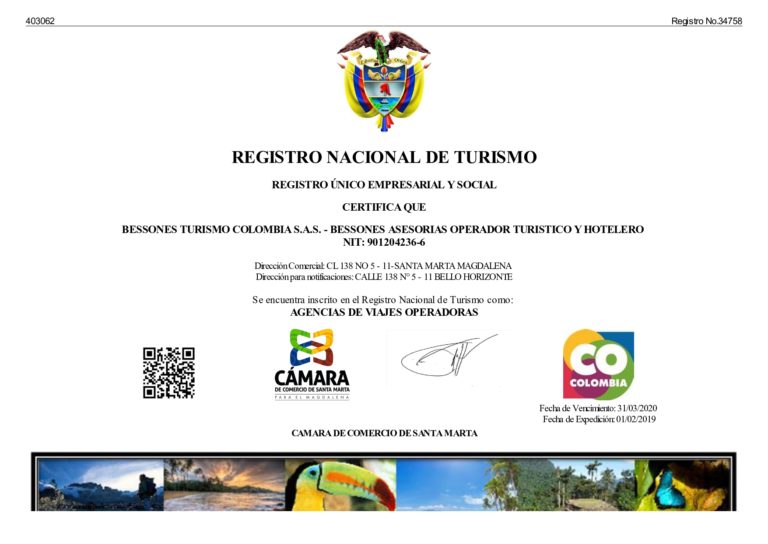 403062
Registro No.34758
REGISTRO NACIONAL DE TURISMO
REGISTRO ÚNICO EMPRESARIAL Y SOCIAL
CERTIFICA QUE
BESSONES TURISMO COLOMBIA S.A.S. - BESSONES ASESORIAS OPERADOR TURISTICO Y HOTELERO
NIT: 901204236-6
Dirección Comercial: CL 138 NO 5 - 11- SANTA MARTA MAGDALENA
Dirección para notificaciones: CALLE 138 N° 5 - 11 BELLO HORIZONTE
Se encuentra inscrito en el Registro Nacional de Turismo como:
AGENCIAS DE VIAJES OPERADORAS
CÁMARA
DE COMERCIO DE SANTA MARTA
PARA EL MAGDALENA
CO
COLOMBIA
Fecha de Vencimiento: 31/03/2020
Fecha de Expedición: 01/02/2019
CAMARA DE COMERCIO DE SANTA MARTA